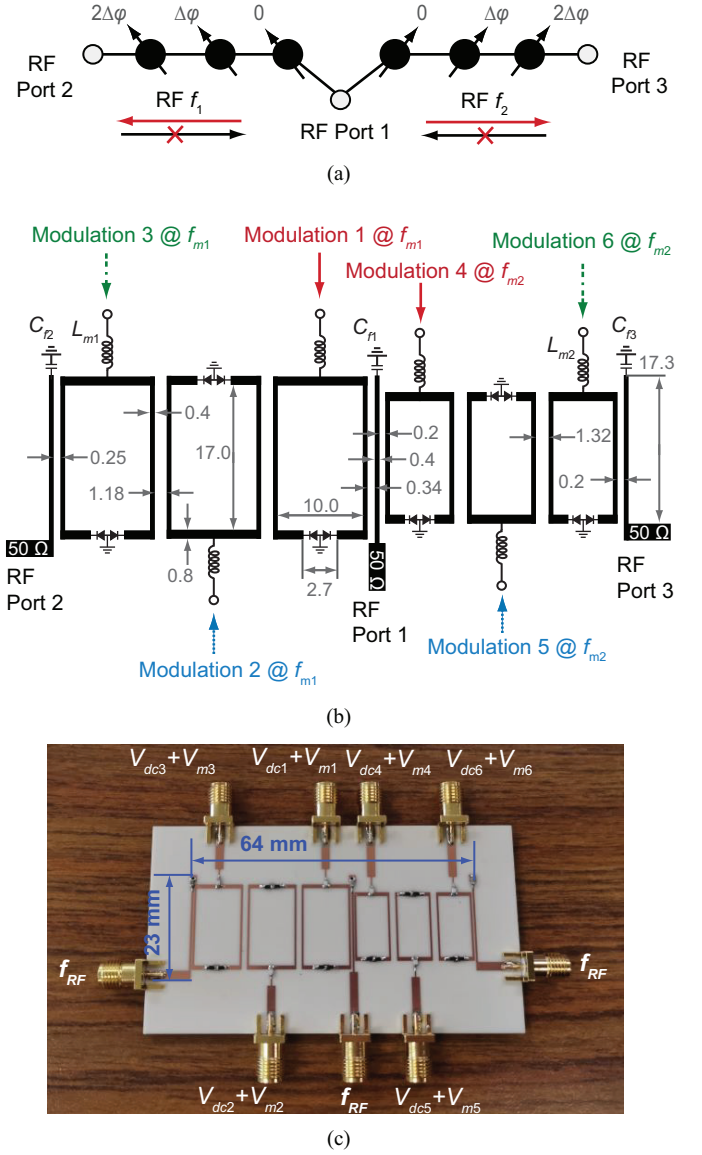 2Δφ Δφ 0 0 Δφ 2Δφ
RF Port 2
RF Port 3
RF f1
RF f2
RF Port 1
(a)
Modulation 3 @ fm1
Modulation 1 @ fm1
Modulation 6 @ fm2
Modulation 4 @ fm2
Cf2
Lm1
Cf1
Lm2
Cf3
17.3
0.4
0.2
1.32
0.25
17.0
0.4
1.18
0.34
0.2
10.0
0.8
2.7
50 Ω
50 Ω
50 Ω
RF Port 2
RF Port 1
RF Port 3
Modulation 2 @ fm1
Modulation 5 @ fm2
(b)
Vdc3+Vm3 Vdc1+Vm1 Vdc4+Vm4 Vdc6+Vm6
64 mm
23 mm
fRF
fRF
Vdc2+Vm2 fRF Vdc5+Vm5
(c)